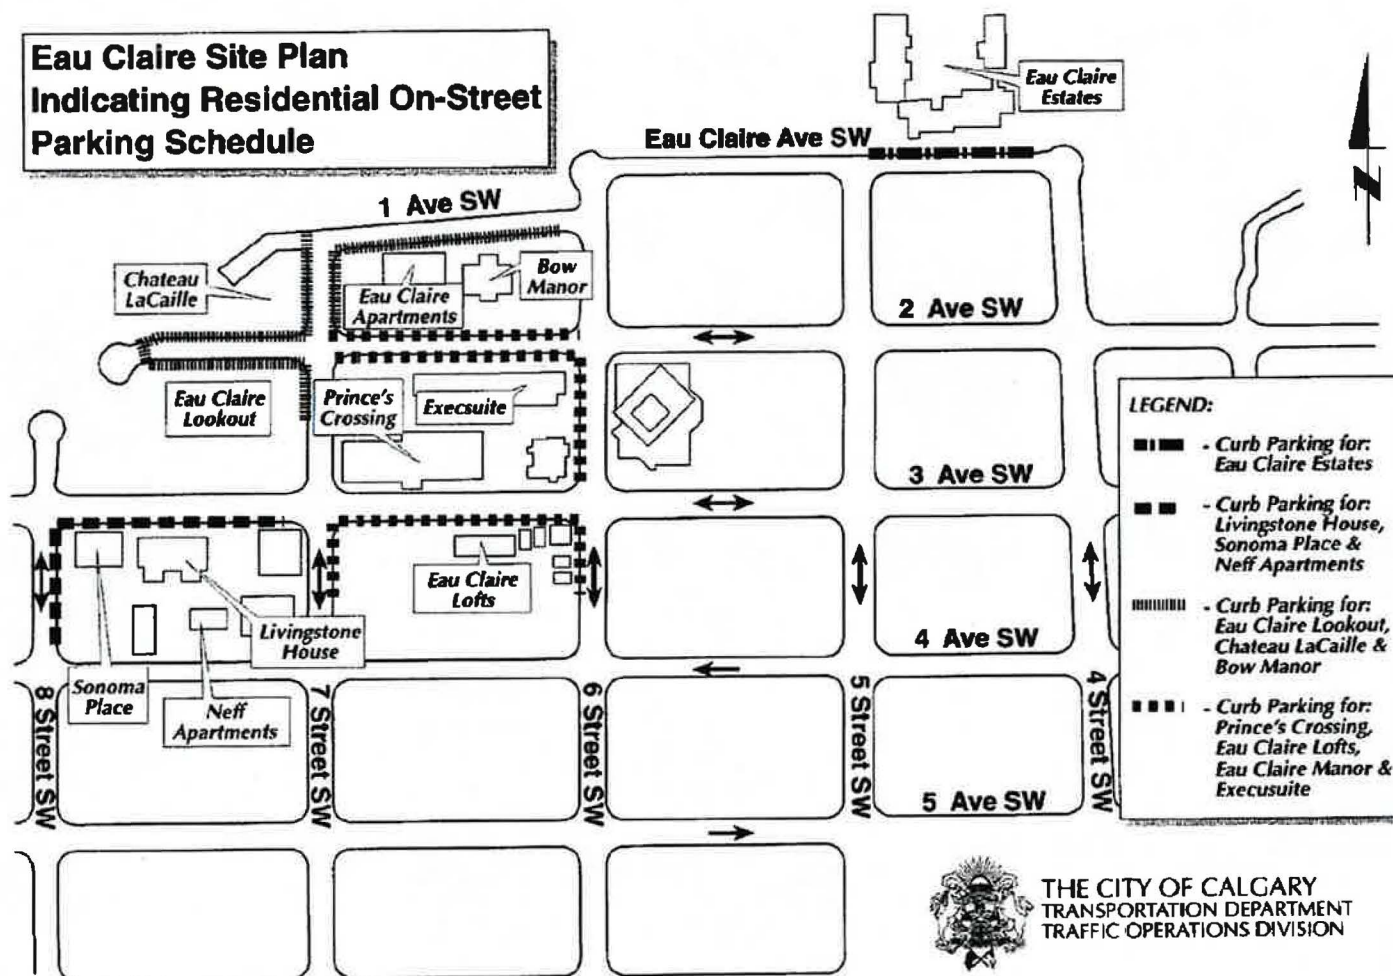 Eau Claire Site Plan
Indicating Residential On-Street
Parking Schedule
Eau Claire
Estates
Eau Claire Ave SW
N
1 Ave SW
Chateau
LaCaille
Eau Claire
Apartments
Bow
Manor
2 Ave SW
Eau Claire
Lookout
Prince's
Crossing
Execsuite
3 Ave SW
Eau Claire
Lofts
Livingstone
House
4 Ave SW
Sonoma
Place
Neff
Apartments
8 Street SW
7 Street SW
6 Street SW
5 Street SW
4 Street SW
5 Ave SW
LEGEND:
- Curb Parking for:
Eau Claire Estates
- Curb Parking for:
Livingstone House,
Sonoma Place &
Neff Apartments
- Curb Parking for:
Eau Claire Lookout,
Chateau LaCaille &
Bow Manor
- Curb Parking for:
Prince's Crossing,
Eau Claire Lofts,
Eau Claire Manor &
Execusuite
THE CITY OF CALGARY
TRANSPORTATION DEPARTMENT
TRAFFIC OPERATIONS DIVISION